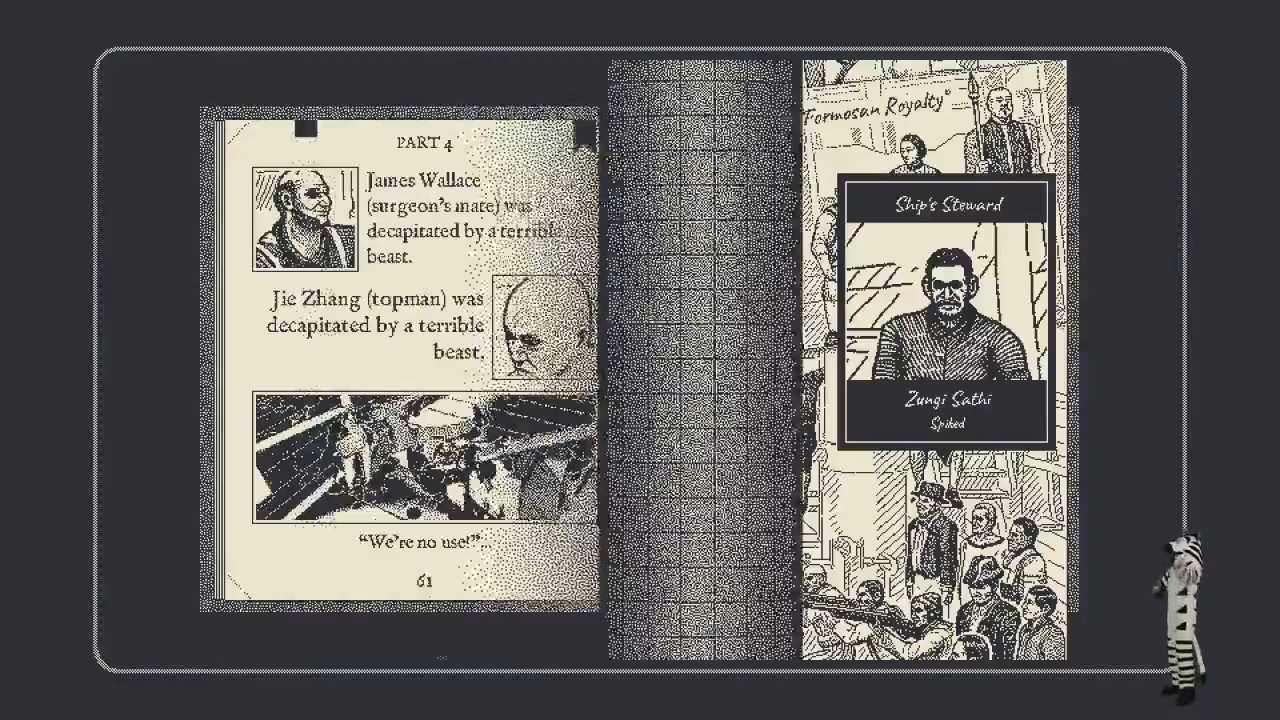 PART 4
James Wallace
(surgeon's mate) was
decapitated by a terrible
beast.
Jie Zhang (topman) was
decapitated by a terrible
beast.
"We're no use!"...
61
Formosan Royalty
Ship's Steward
Zungi Sathi
Spiked